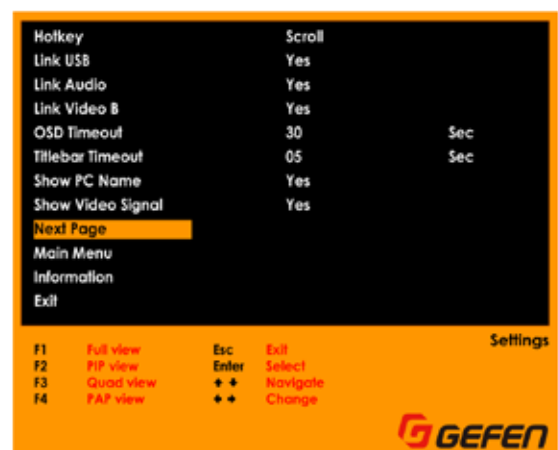 Hotkey Scroll
Link USB Yes
Link Audio Yes
Link Video B Yes
OSD Timeout 30 Sec
Titlebar Timeout 05 Sec
Show PC Name Yes
Show Video Signal Yes
Next Page
Main Menu
Information
Exit
Settings
F1 Full view Esc Exit
F2 PIP view Enter Select
F3 Quad view Navigate
F4 PAP view Change
GEFEN